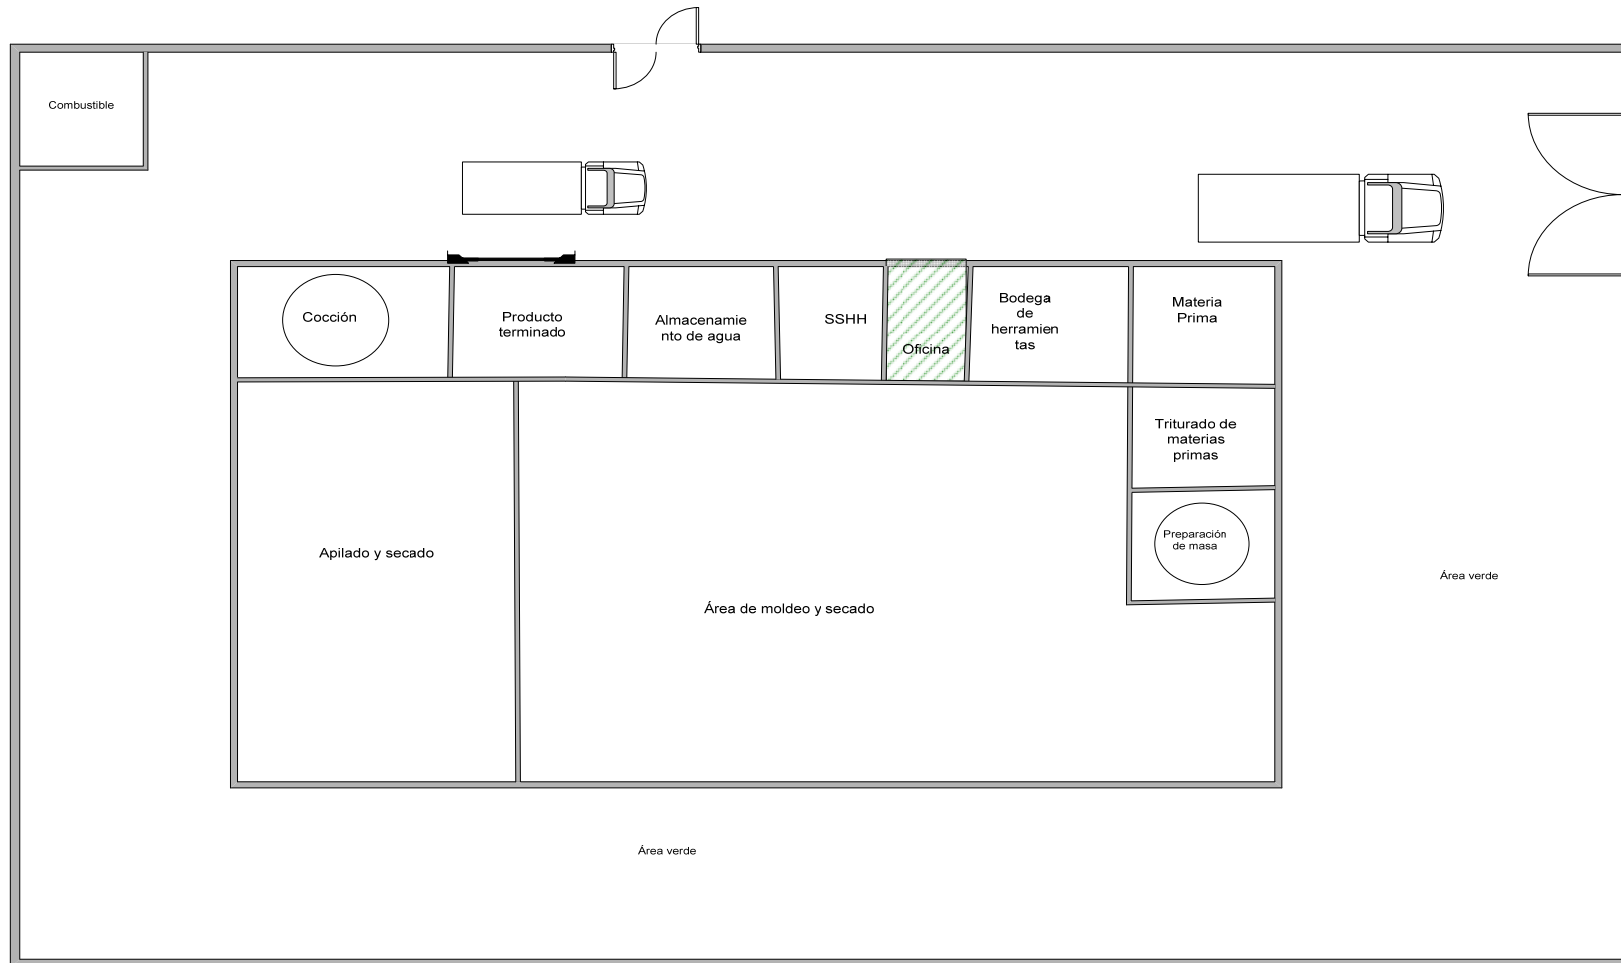 Combustible
Cocción
Producto
terminado
Almacenamie
nto de agua
SSHH
Oficina
Bodega
de
herramien
tas
Materia
Prima
Triturado de
materias
primas
Preparación
de masa
Apilado y secado
Área de moldeo y secado
Área verde
Área verde